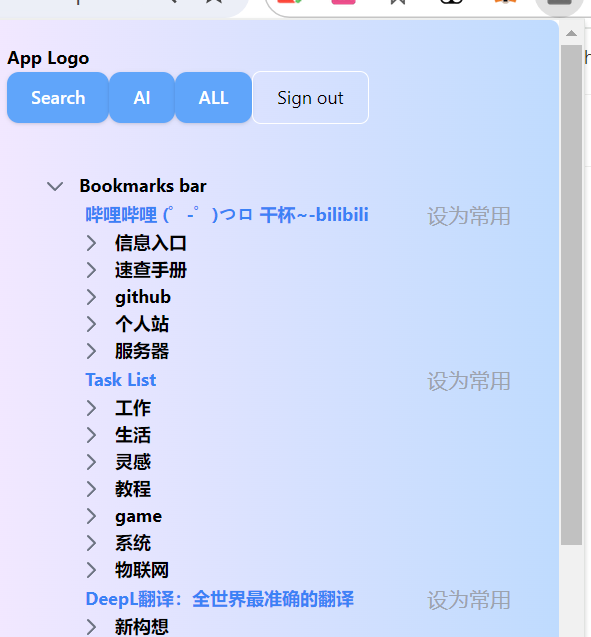 App Logo
Search AI ALL Sign out
Bookmarks bar
哔哩哔哩 (゜-゜)つロ 干杯~-bilibili 设为常用
信息入口
速查手册
github
个人站
服务器
Task List 设为常用
工作
生活
灵感
教程
game
系统
物联网
DeepL翻译：全世界最准确的翻译 设为常用
新构想